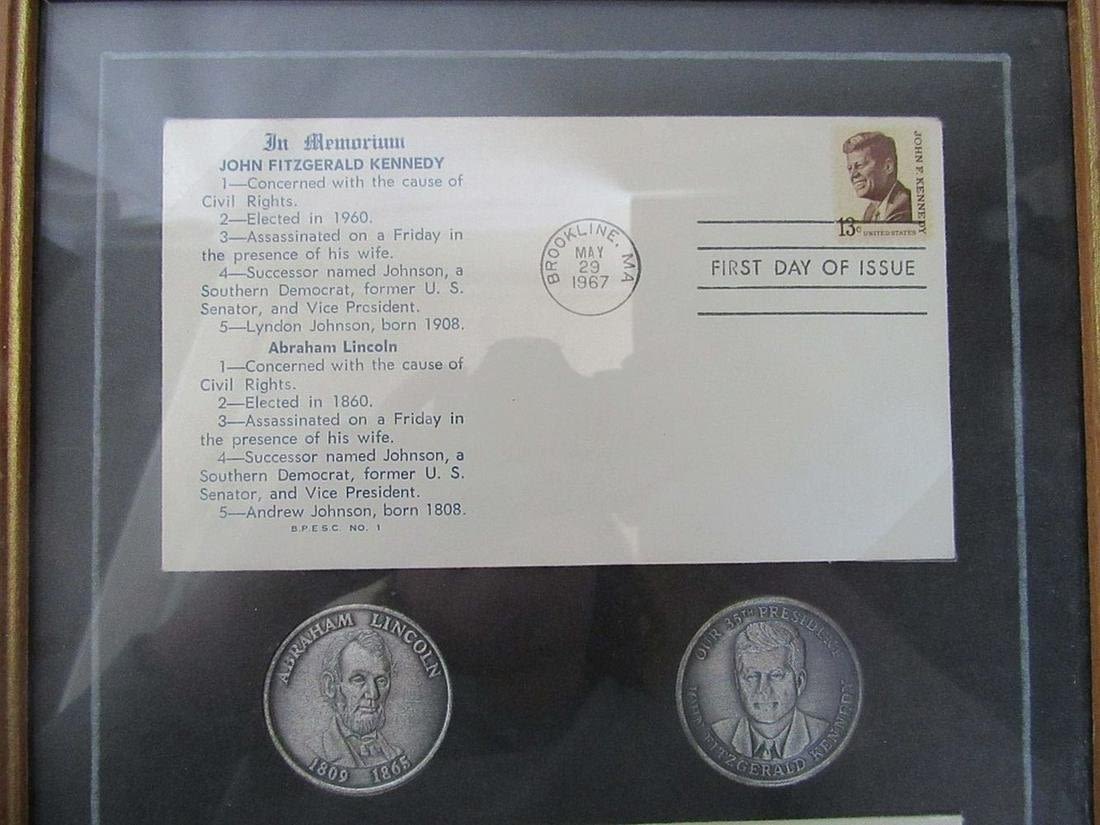 In Memorium
JOHN FITZGERALD KENNEDY
1—Concerned with the cause of
Civil Rights.
2—Elected in 1960.
3—Assassinated on a Friday in
the presence of his wife.
4—Successor named Johnson, a
Southern Democrat, former U. S.
Senator, and Vice President.
5—Lyndon Johnson, born 1908.
Abraham Lincoln
1—Concerned with the cause of
Civil Rights.
2—Elected in 1860.
3—Assassinated on a Friday in
the presence of his wife.
4—Successor named Johnson, a
Southern Democrat, former U. S.
Senator, and Vice President.
5—Andrew Johnson, born 1808.
B.P.E.S.C. NO. 1
BROOKLINE, MA
MAY
29
1967
JOHN F. KENNEDY
13c UNITED STATES
FIRST DAY OF ISSUE
ABRAHAM LINCOLN
1809 1865
OUR 35TH PRESIDENT
JOHN FITZGERALD KENNEDY